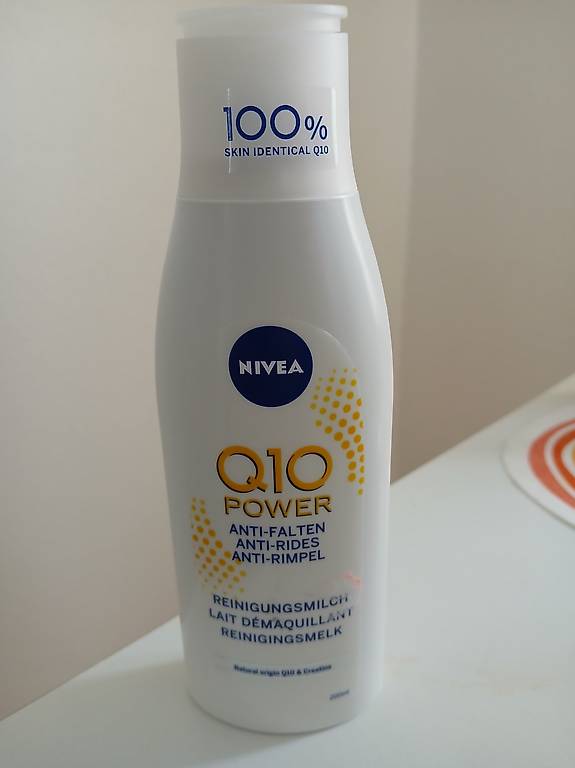 100%
SKIN IDENTICAL Q10
NIVEA
Q10
POWER
ANTI-FALTEN
ANTI-RIDES
ANTI-RIMPEL
REINIGUNGSMILCH
LAIT DÉMAQUILLANT
REINIGINGSMELK
Natural origin Q10 & Creatine
200ml